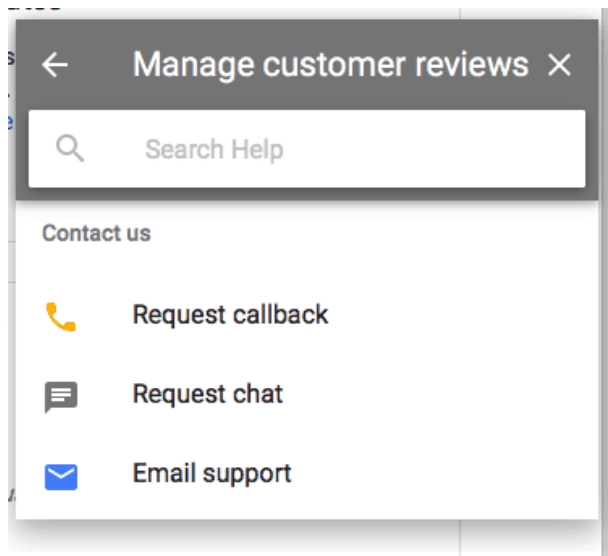 Manage customer reviews
Search Help
Contact us
Request callback
Request chat
Email support